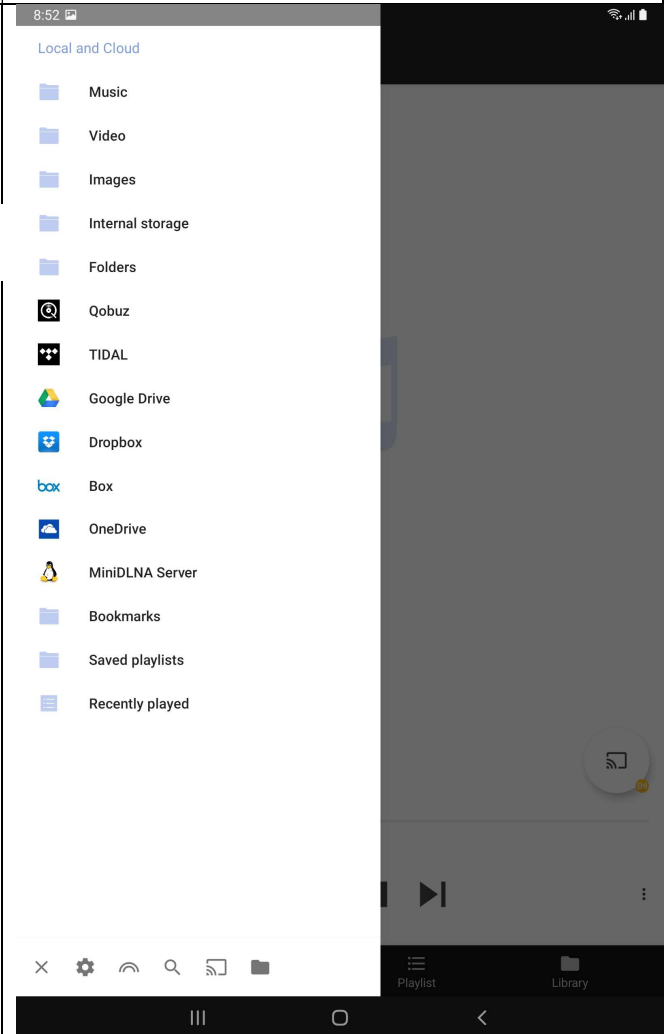 8:52
Local and Cloud
Music
Video
Images
Internal storage
Folders
Qobuz
TIDAL
Google Drive
Dropbox
box Box
OneDrive
MiniDLNA Server
Bookmarks
Saved playlists
Recently played
Playlist
Library